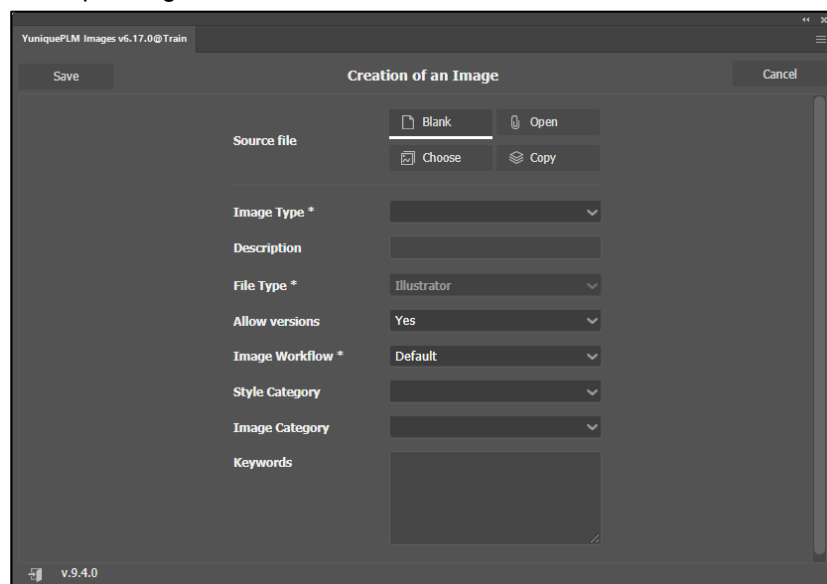 YuniquePLM Images v6.17.0@Train
Save
Creation of an Image
Cancel
Source file
Blank
Open
Choose
Copy
Image Type *
Description
File Type *
Illustrator
Allow versions
Yes
Image Workflow *
Default
Style Category
Image Category
Keywords
v.9.4.0